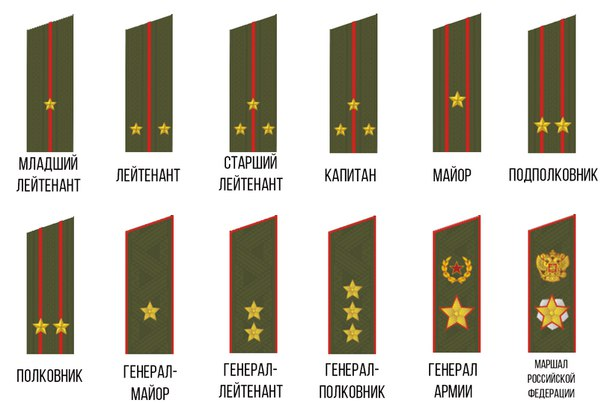 МЛАДШИЙ
ЛЕЙТЕНАНТ
ЛЕЙТЕНАНТ
СТАРШИЙ
ЛЕЙТЕНАНТ
КАПИТАН
МАЙОР
ПОДПОЛКОВНИК
ПОЛКОВНИК
ГЕНЕРАЛ-
МАЙОР
ГЕНЕРАЛ-
ЛЕЙТЕНАНТ
ГЕНЕРАЛ-
ПОЛКОВНИК
ГЕНЕРАЛ
АРМИИ
МАРШАЛ
РОССИЙСКОЙ
ФЕДЕРАЦИИ